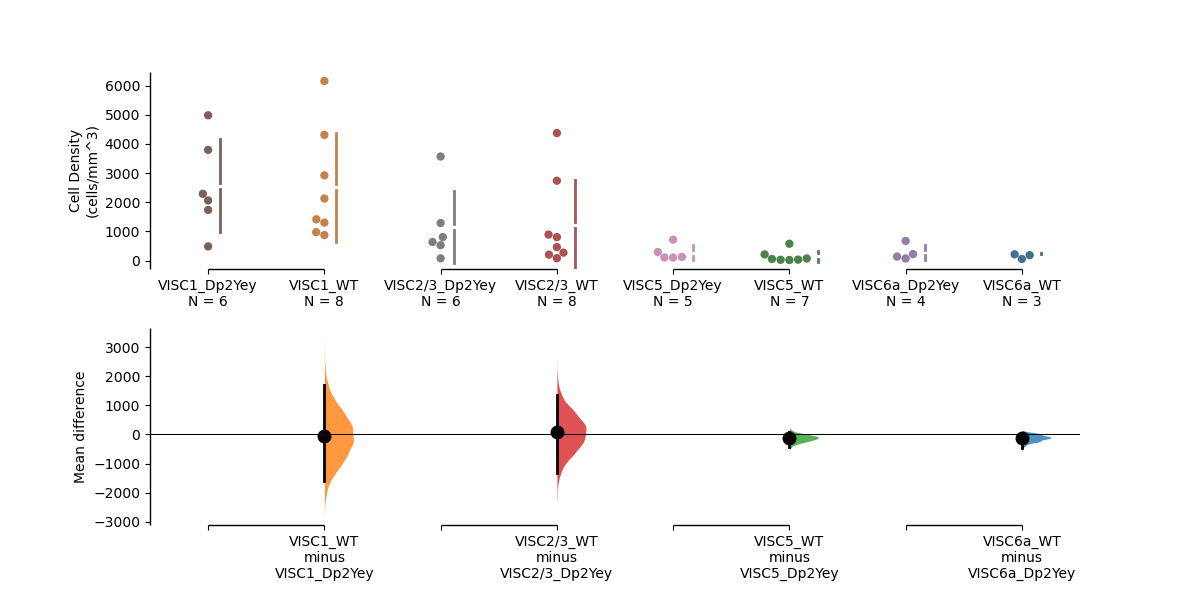 6000
5000
4000
3000
2000
1000
0
Cell Density
(cells/mm^3)
VISC1_Dp2Yey VISC1_WT VISC2/3_Dp2Yey VISC2/3_WT VISC5_Dp2Yey VISC5_WT VISC6a_Dp2Yey VISC6a_WT
N = 6 N = 8 N = 6 N = 8 N = 5 N = 7 N = 4 N = 3
3000
2000
1000
0
−1000
−2000
−3000
Mean difference
VISC1_WT VISC2/3_WT VISC5_WT VISC6a_WT
minus minus minus minus
VISC1_Dp2Yey VISC2/3_Dp2Yey VISC5_Dp2Yey VISC6a_Dp2Yey